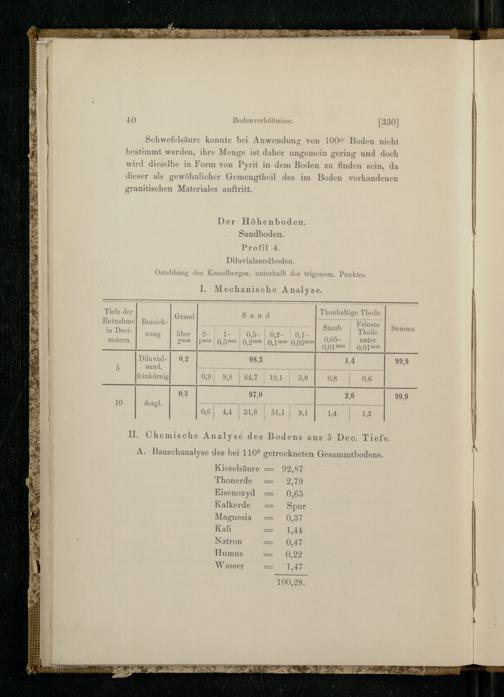 40 Bodenverhältnisse. [330]
Schwefelsäure konnte bei Anwendung von 100gr Boden nicht
bestimmt werden, ihre Menge ist daher ungemein gering und doch
wird dieselbe in Form von Pyrit in dem Boden zu finden sein, da
dieser als gewöhnlicher Gemengtheil des im Boden vorhandenen
granitischen Materiales auftritt.
Der Höhenboden.
Sandboden.
Profil 4.
Diluvialsandboden.
Ostabhang des Kesselberges, unterhalb des trigonom. Punktes.
I. Mechanische Analyse.
Tiefe der
Entnahme
in Deci-
metern
Bezeich-
nung
Grand
über
2mm
Sand
2–
1mm
1–
0,5mm
0,5–
0,2mm
0,2–
0,1mm
0,1–
0,05mm
Thonhaltige Theile
Staub
0,05–
0,01mm
Feinste
Theile
unter
0,01mm
Summa
5
Diluvial-
sand,
feinkörnig
0,2 98,3 1,4 99,9
0,9 9,8 64,7 19,1 3,8 0,8 0,6
10
desgl.
0,3 97,0 2,6 99,9
0,6 4,4 31,8 51,1 9,1 1,4 1,2
II. Chemische Analyse des Bodens aus 5 Dec. Tiefe.
A. Bauschanalyse des bei 110⁰ getrockneten Gesammtbodens.
Kieselsäure = 92,87
Thonerde = 2,79
Eisenoxyd = 0,65
Kalkerde = Spur
Magnesia = 0,37
Kali = 1,44
Natron = 0,47
Humus = 0,22
Wasser = 1,47
100,28.